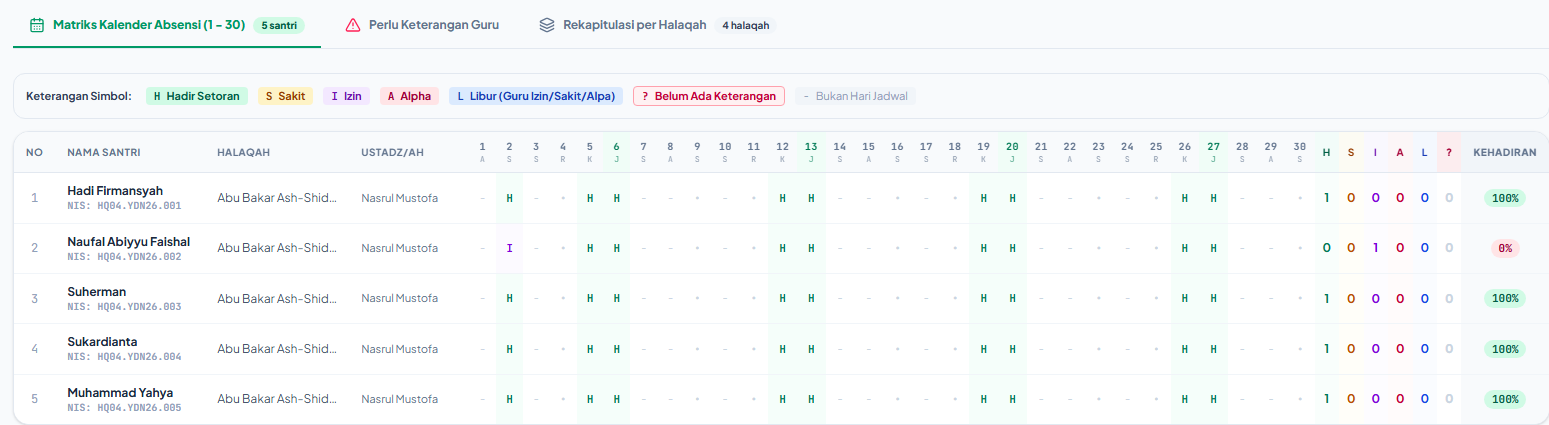 Matriks Kalender Absensi (1 - 30) 5 santri Perlu Keterangan Guru Rekapitulasi per Halaqah 4 halaqah
Keterangan Simbol: H Hadir Setoran S Sakit I Izin A Alpha L Libur (Guru Izin/Sakit/Alpa) ? Belum Ada Keterangan - Bukan Hari Jadwal
NO NAMA SANTRI HALAQAH USTADZ/AH 1 2 3 4 5 6 7 8 9 10 11 12 13 14 15 16 17 18 19 20 21 22 23 24 25 26 27 28 29 30 H S I A L ? KEHADIRAN
A S S R K J S A S S R K J S A S S R K J S A S S R K J S A S
1 Hadi Firmansyah Abu Bakar Ash-Shid... Nasrul Mustofa - H - • H H - - - - • H H - - • - • H H - - • - • H H - - • 1 0 0 0 0 0 100%
NIS: HQ04.YDN26.001
2 Naufal Abiyyu Faishal Abu Bakar Ash-Shid... Nasrul Mustofa - I - • H H - - - - • H H - - • - • H H - - • - • H H - - • 0 0 1 0 0 0 0%
NIS: HQ04.YDN26.002
3 Suherman Abu Bakar Ash-Shid... Nasrul Mustofa - H - • H H - - - - • H H - - • - • H H - - • - • H H - - • 1 0 0 0 0 0 100%
NIS: HQ04.YDN26.003
4 Sukardianta Abu Bakar Ash-Shid... Nasrul Mustofa - H - • H H - - - - • H H - - • - • H H - - • - • H H - - • 1 0 0 0 0 0 100%
NIS: HQ04.YDN26.004
5 Muhammad Yahya Abu Bakar Ash-Shid... Nasrul Mustofa - H - • H H - - - - • H H - - • - • H H - - • - • H H - - • 1 0 0 0 0 0 100%
NIS: HQ04.YDN26.005